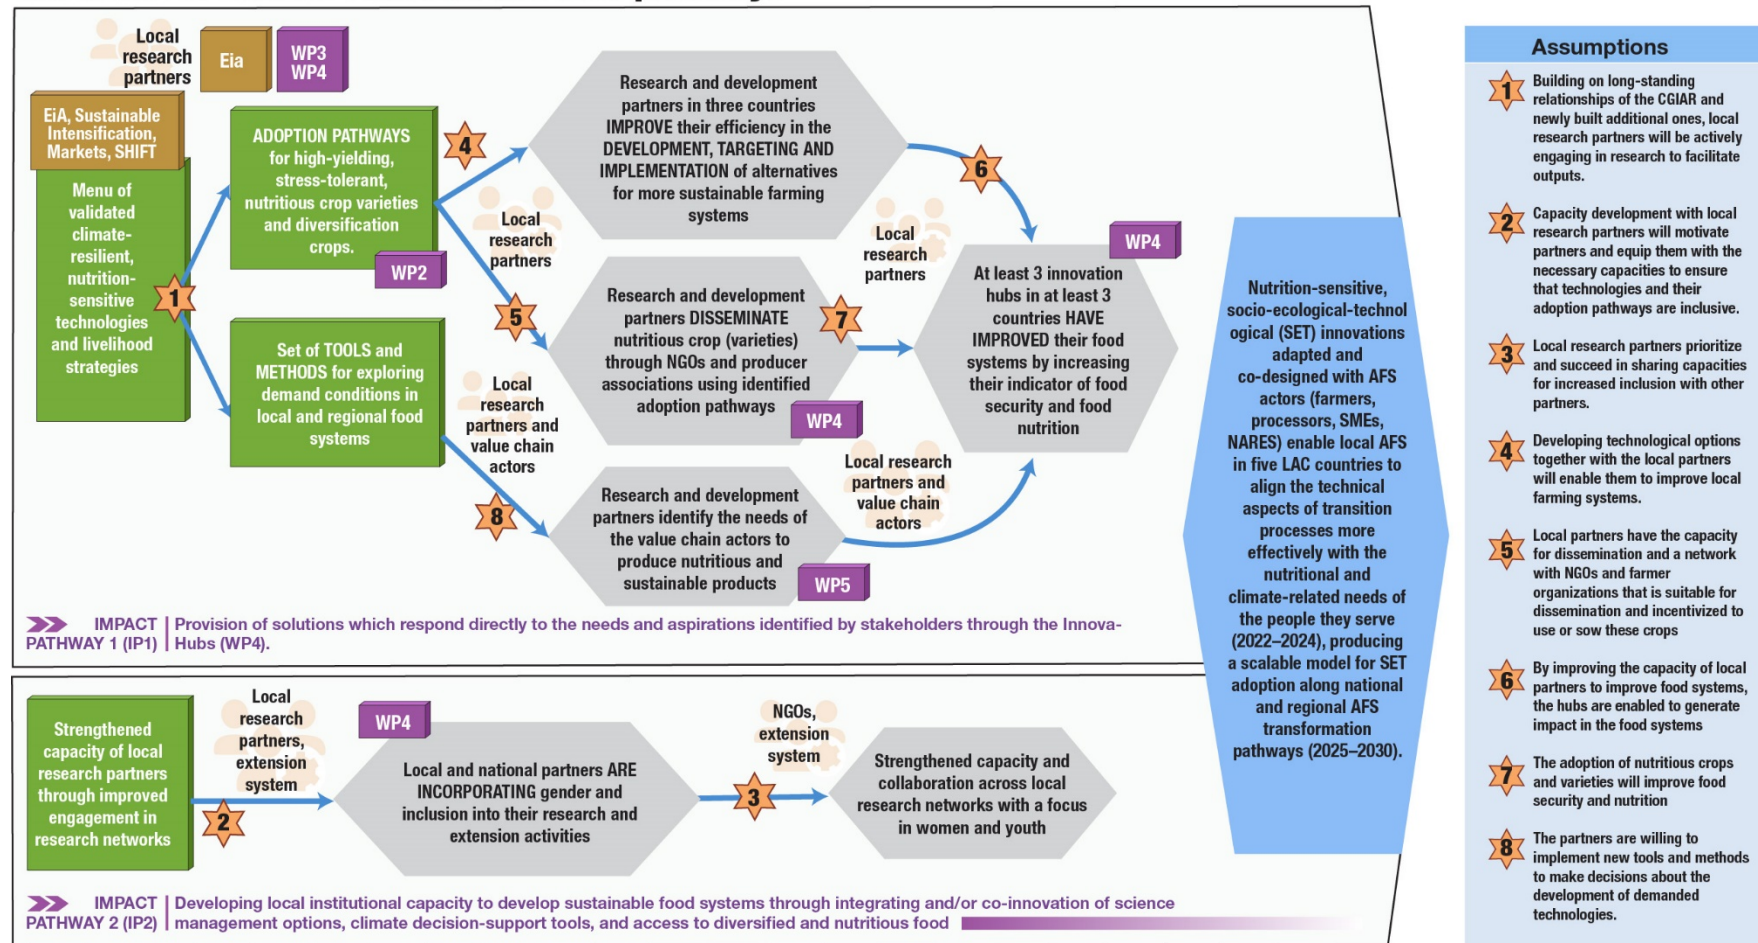 Local
research
partners
Eia
WP3
WP4
EiA, Sustainable
Intensification,
Markets, SHIFT
Menu of
validated
climate-
resilient,
nutrition-
sensitive
technologies
and livelihood
strategies
1
ADOPTION PATHWAYS
for high-yielding,
stress-tolerant,
nutritious crop varieties
and diversification
crops.
WP2
Set of TOOLS and
METHODS for exploring
demand conditions in
local and regional food
systems
4
Local
research
partners
5
Local
research
partners and
value chain
actors
8
Research and development
partners in three countries
IMPROVE their efficiency in the
DEVELOPMENT, TARGETING AND
IMPLEMENTATION of alternatives
for more sustainable farming
systems
Research and development
partners DISSEMINATE
nutritious crop (varieties)
through NGOs and producer
associations using identified
adoption pathways
WP4
Research and development
partners identify the needs of
the value chain actors to
produce nutritious and
sustainable products
WP5
6
Local
research
partners
7
Local research
partners and
value chain
actors
WP4
At least 3 innovation
hubs in at least 3
countries HAVE
IMPROVED their food
systems by increasing
their indicator of food
security and food
nutrition
IMPACT
PATHWAY 1 (IP1)
Provision of solutions which respond directly to the needs and aspirations identified by stakeholders through the Innova-
Hubs (WP4).
Strengthened
capacity of local
research partners
through improved
engagement in
research networks
Local
research
partners,
extension
system
2
WP4
Local and national partners ARE
INCORPORATING gender and
inclusion into their research and
extension activities
NGOs,
extension
system
3
Strengthened capacity and
collaboration across local
research networks with a focus
in women and youth
IMPACT
PATHWAY 2 (IP2)
Developing local institutional capacity to develop sustainable food systems through integrating and/or co-innovation of science
management options, climate decision-support tools, and access to diversified and nutritious food
Nutrition-sensitive,
socio-ecological-technol
ogical (SET) innovations
adapted and
co-designed with AFS
actors (farmers,
processors, SMEs,
NARES) enable local AFS
in five LAC countries to
align the technical
aspects of transition
processes more
effectively with the
nutritional and
climate-related needs of
the people they serve
(2022–2024), producing
a scalable model for SET
adoption along national
and regional AFS
transformation
pathways (2025–2030).
Assumptions
1
Building on long-standing
relationships of the CGIAR and
newly built additional ones, local
research partners will be actively
engaging in research to facilitate
outputs.
2
Capacity development with local
research partners will motivate
partners and equip them with the
necessary capacities to ensure
that technologies and their
adoption pathways are inclusive.
3
Local research partners prioritize
and succeed in sharing capacities
for increased inclusion with other
partners.
4
Developing technological options
together with the local partners
will enable them to improve local
farming systems.
5
Local partners have the capacity
for dissemination and a network
with NGOs and farmer
organizations that is suitable for
dissemination and incentivized to
use or sow these crops
6
By improving the capacity of local
partners to improve food systems,
the hubs are enabled to generate
impact in the food systems
7
The adoption of nutritious crops
and varieties will improve food
security and nutrition
8
The partners are willing to
implement new tools and methods
to make decisions about the
development of demanded
technologies.